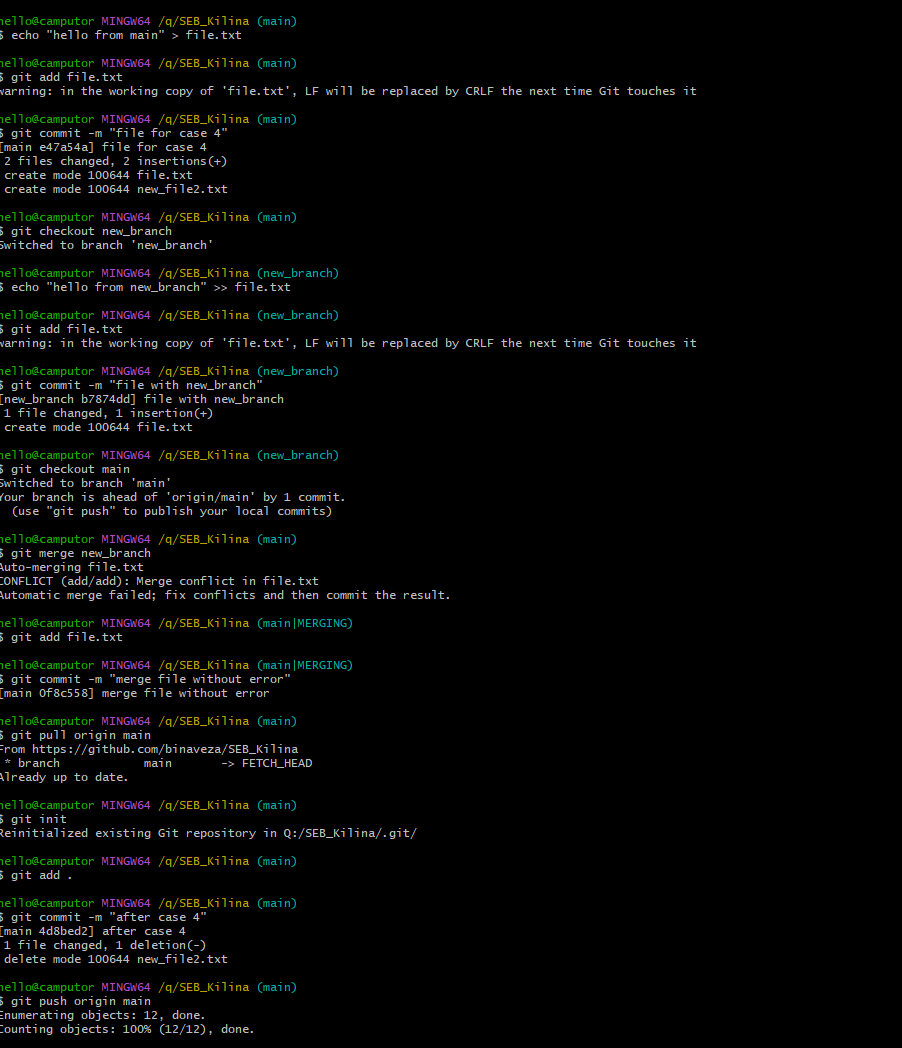 hello@camputor MINGW64 /q/SEB_Kilina (main)
$ echo "hello from main" > file.txt
hello@camputor MINGW64 /q/SEB_Kilina (main)
$ git add file.txt
warning: in the working copy of 'file.txt', LF will be replaced by CRLF the next time Git touches it
hello@camputor MINGW64 /q/SEB_Kilina (main)
$ git commit -m "file for case 4"
[main e47a54a] file for case 4
2 files changed, 2 insertions(+)
create mode 100644 file.txt
create mode 100644 new_file2.txt
hello@camputor MINGW64 /q/SEB_Kilina (main)
$ git checkout new_branch
Switched to branch 'new_branch'
hello@camputor MINGW64 /q/SEB_Kilina (new_branch)
$ echo "hello from new_branch" >> file.txt
hello@camputor MINGW64 /q/SEB_Kilina (new_branch)
$ git add file.txt
warning: in the working copy of 'file.txt', LF will be replaced by CRLF the next time Git touches it
hello@camputor MINGW64 /q/SEB_Kilina (new_branch)
$ git commit -m "file with new_branch"
[new_branch b7874dd] file with new_branch
1 file changed, 1 insertion(+)
create mode 100644 file.txt
hello@camputor MINGW64 /q/SEB_Kilina (new_branch)
$ git checkout main
Switched to branch 'main'
Your branch is ahead of 'origin/main' by 1 commit.
(use "git push" to publish your local commits)
hello@camputor MINGW64 /q/SEB_Kilina (main)
$ git merge new_branch
Auto-merging file.txt
CONFLICT (add/add): Merge conflict in file.txt
Automatic merge failed; fix conflicts and then commit the result.
hello@camputor MINGW64 /q/SEB_Kilina (main|MERGING)
$ git add file.txt
hello@camputor MINGW64 /q/SEB_Kilina (main|MERGING)
$ git commit -m "merge file without error"
[main 0f8c558] merge file without error
hello@camputor MINGW64 /q/SEB_Kilina (main)
$ git pull origin main
From https://github.com/binaveza/SEB_Kilina
* branch main -> FETCH_HEAD
Already up to date.
hello@camputor MINGW64 /q/SEB_Kilina (main)
$ git init
Reinitialized existing Git repository in Q:/SEB_Kilina/.git/
hello@camputor MINGW64 /q/SEB_Kilina (main)
$ git add .
hello@camputor MINGW64 /q/SEB_Kilina (main)
$ git commit -m "after case 4"
[main 4d8bed2] after case 4
1 file changed, 1 deletion(-)
delete mode 100644 new_file2.txt
hello@camputor MINGW64 /q/SEB_Kilina (main)
$ git push origin main
Enumerating objects: 12, done.
Counting objects: 100% (12/12), done.